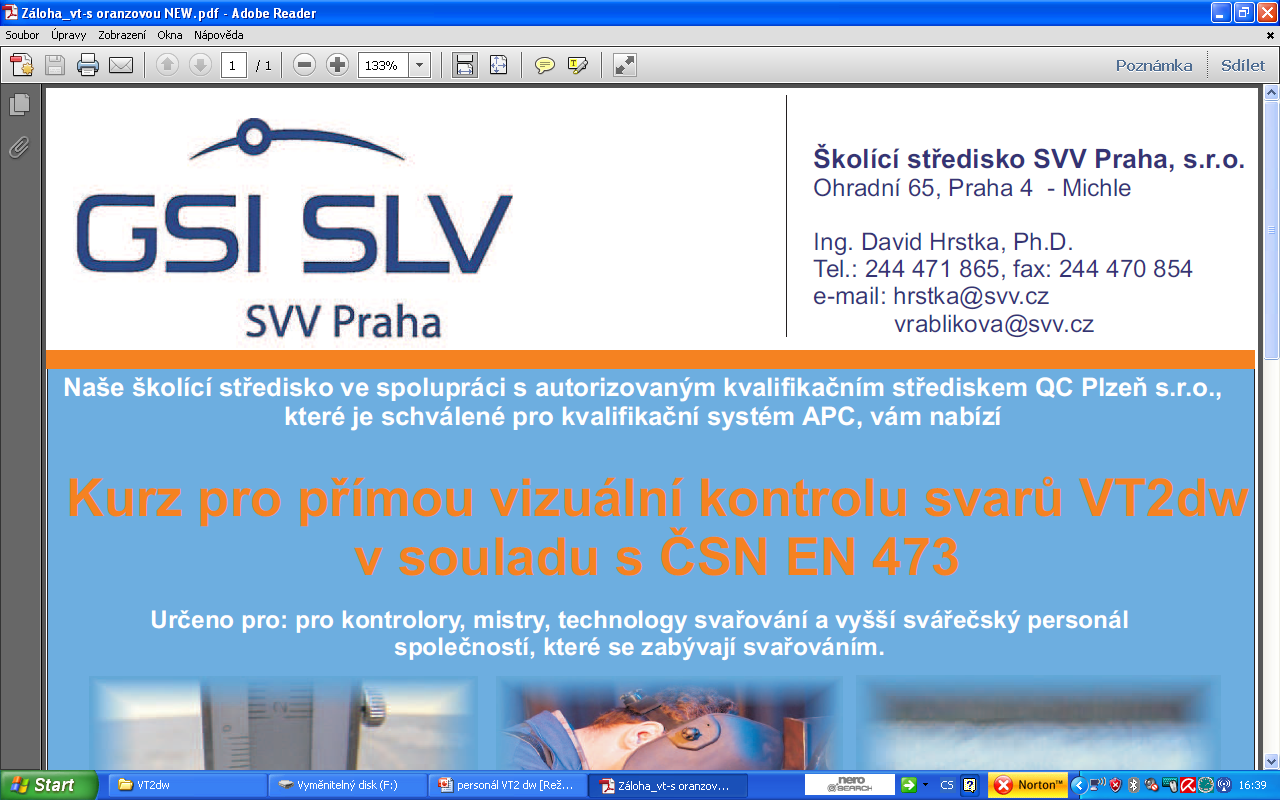 Záloha_vt-s oranzovou NEW.pdf - Adobe Reader
Soubor Úpravy Zobrazení Okna Nápověda
1 / 1 133% Poznámka Sdílet
GSI SLV
SVV Praha
Školící středisko SVV Praha, s.r.o.
Ohradní 65, Praha 4 - Michle
Ing. David Hrstka, Ph.D.
Tel.: 244 471 865, fax: 244 470 854
e-mail: hrstka@svv.cz
vrablikova@svv.cz
Naše školící středisko ve spolupráci s autorizovaným kvalifikačním střediskem QC Plzeň s.r.o.,
které je schválené pro kvalifikační systém APC, vám nabízí
Kurz pro přímou vizuální kontrolu svarů VT2dw
v souladu s ČSN EN 473
Určeno pro: pro kontrolory, mistry, technology svařování a vyšší svářečský personál
společností, které se zabývají svařováním.
Start VT2dw Vyměnitelný disk (F:) personál VT2 dw [Rež... Záloha_vt-s oranzov... nero @SEARCH CS Norton™ 16:39